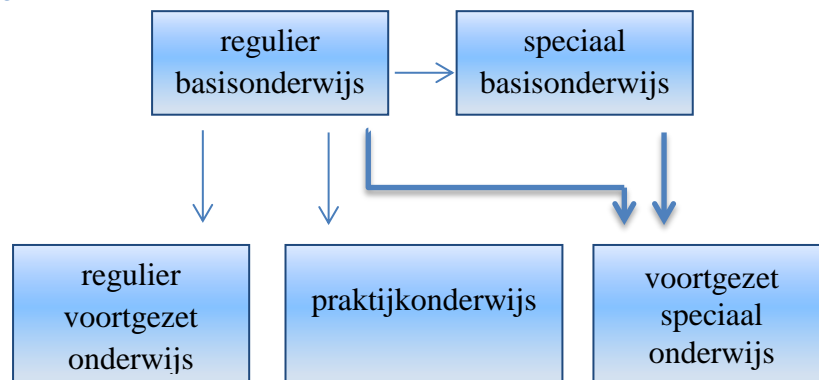 regulier
basisonderwijs
speciaal
basisonderwijs
regulier
voortgezet
onderwijs
praktijkonderwijs
voortgezet
speciaal
onderwijs